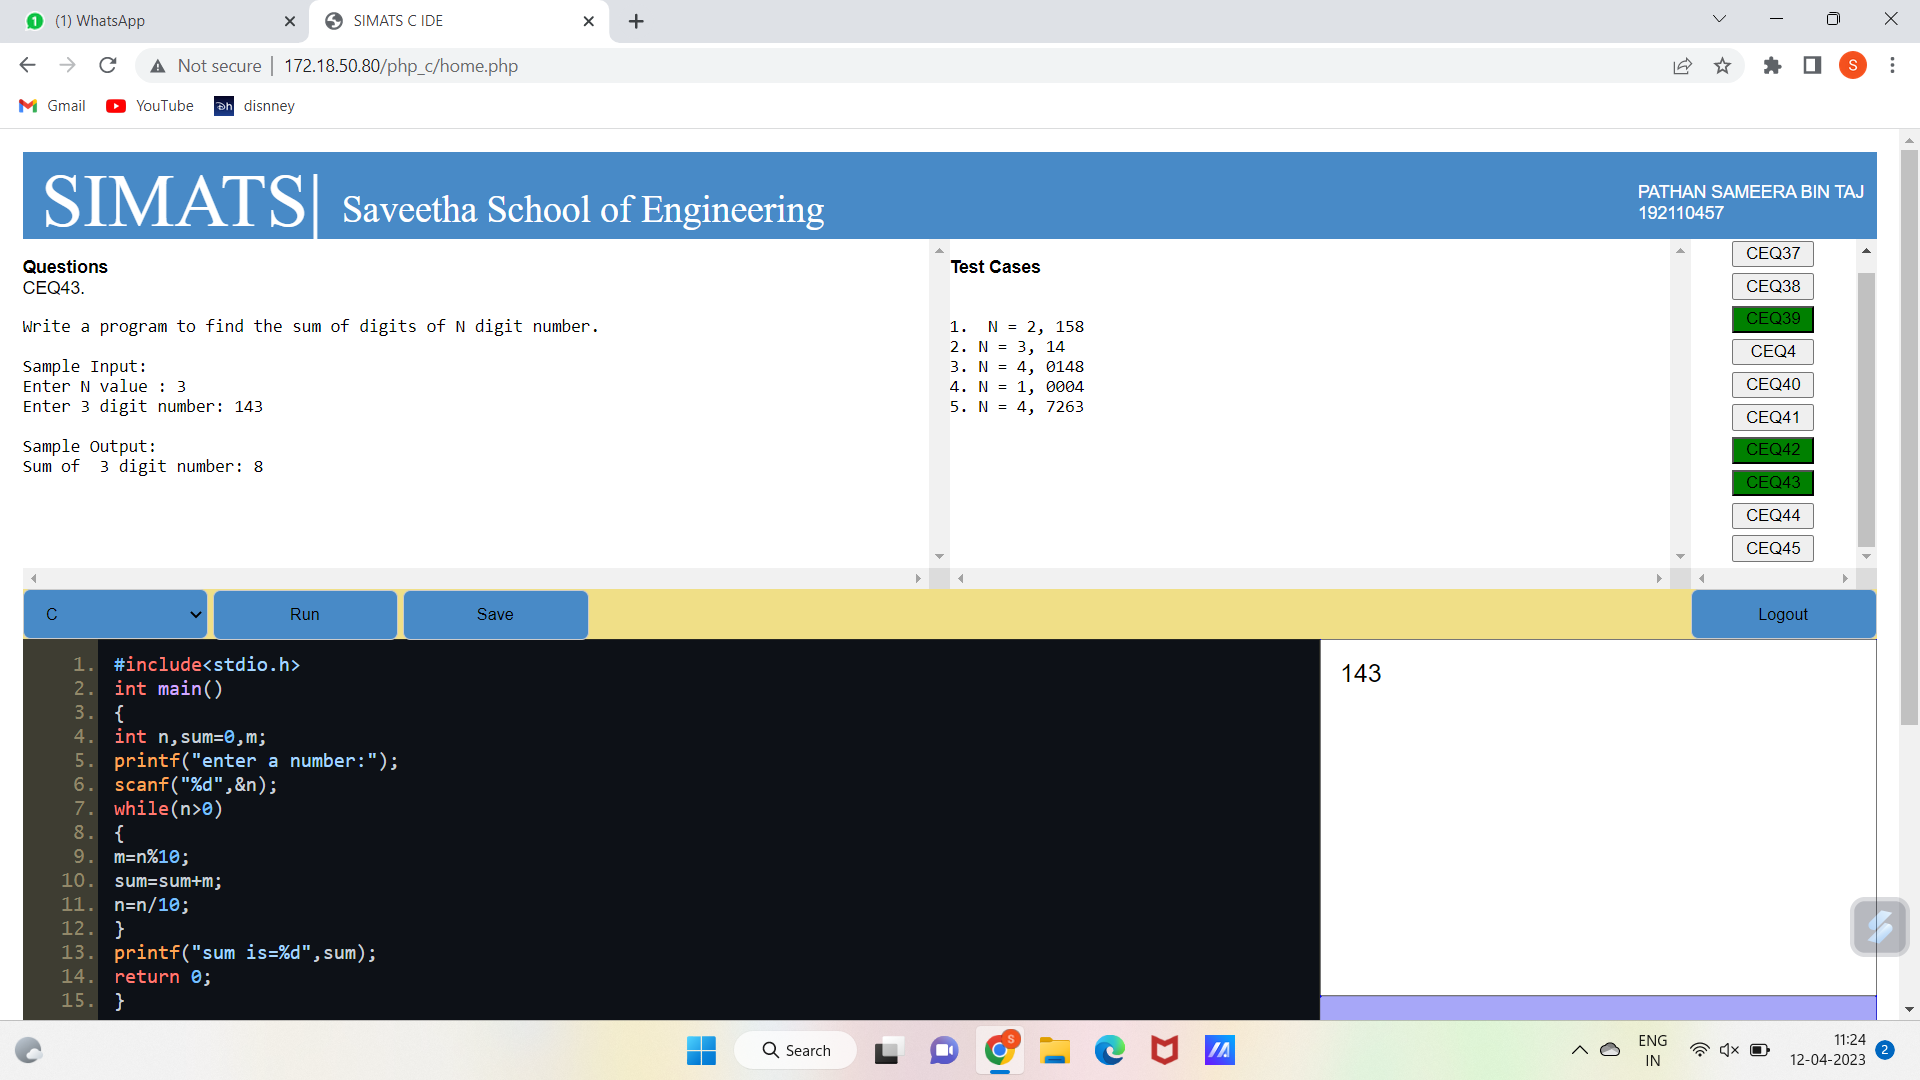 (1) WhatsApp
SIMATS C IDE
Not secure | 172.18.50.80/php_c/home.php
S
Gmail
YouTube
disnney
SIMATS| Saveetha School of Engineering
PATHAN SAMEERA BIN TAJ
192110457
Questions
CEQ43.
Write a program to find the sum of digits of N digit number.
Sample Input:
Enter N value : 3
Enter 3 digit number: 143
Sample Output:
Sum of  3 digit number: 8
Test Cases
1.  N = 2, 158
2. N = 3, 14
3. N = 4, 0148
4. N = 1, 0004
5. N = 4, 7263
CEQ37
CEQ38
CEQ39
CEQ4
CEQ40
CEQ41
CEQ42
CEQ43
CEQ44
CEQ45
C
Run
Save
Logout
1. #include<stdio.h>
2. int main()
3. {
4. int n,sum=0,m;
5. printf("enter a number:");
6. scanf("%d",&n);
7. while(n>0)
8. {
9. m=n%10;
10. sum=sum+m;
11. n=n/10;
12. }
13. printf("sum is=%d",sum);
14. return 0;
15. }
143
Search
S
ENG
IN
11:24
12-04-2023
2